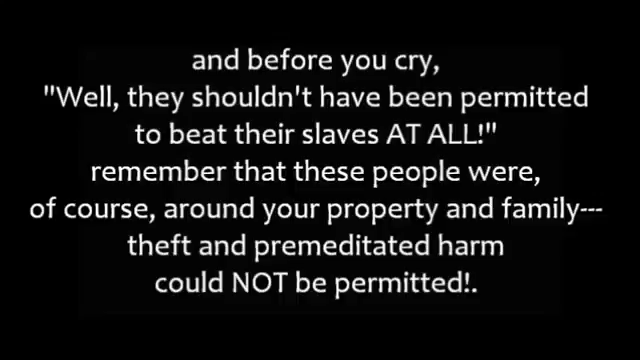 and before you cry,
"Well, they shouldn't have been permitted
to beat their slaves AT ALL!"
remember that these people were,
of course, around your property and family---
theft and premeditated harm
could NOT be permitted!.